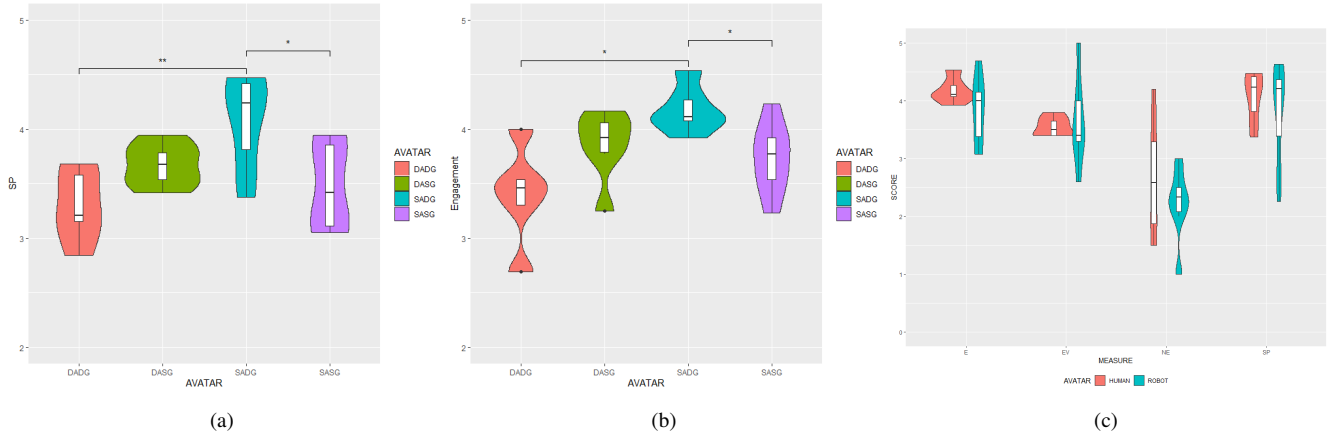 5
4
3
2
SP
**
*
DADG
DASG
SADG
SASG
AVATAR
AVATAR
DADG
DASG
SADG
SASG
(a)
5
4
3
2
Engagement
*
*
DADG
DASG
SADG
SASG
AVATAR
AVATAR
DADG
DASG
SADG
SASG
(b)
5
4
3
2
1
0
SCORE
E
EV
NE
SP
MEASURE
AVATAR HUMAN ROBOT
(c)